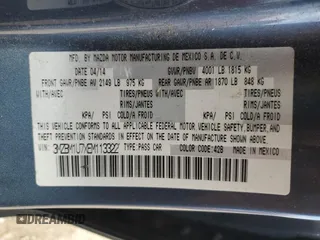 MFD. BY MAZDA MOTOR MANUFACTURING DE MEXICO S.A. DE C.V.
DATE 04/14 GVWR/PNBV 4001 LB 1815 KG
FRONT GAWR/PNBE AV 2149 LB 975 KG REAR GAWR/PNBE AR 1870 LB 848 KG
WITH/AVEC TIRES/PNEUS WITH/AVEC TIRES/PNEUS
RIMS/JANTES RIMS/JANTES
KPA/ PSI COLD/A FROID KPA/ PSI COLD/A FROID
THIS VEHICLE CONFORMS TO ALL APPLICABLE FEDERAL MOTOR VEHICLE SAFETY, BUMPER, AND
THEFT PREVENTION STANDARDS IN EFFECT ON THE DATE OF MANUFACTURE SHOWN ABOVE.
VIN: 3MZBM1U7XEM113322 TYPE:PASS CAR COLOR CODE:42B MADE IN MEXICO